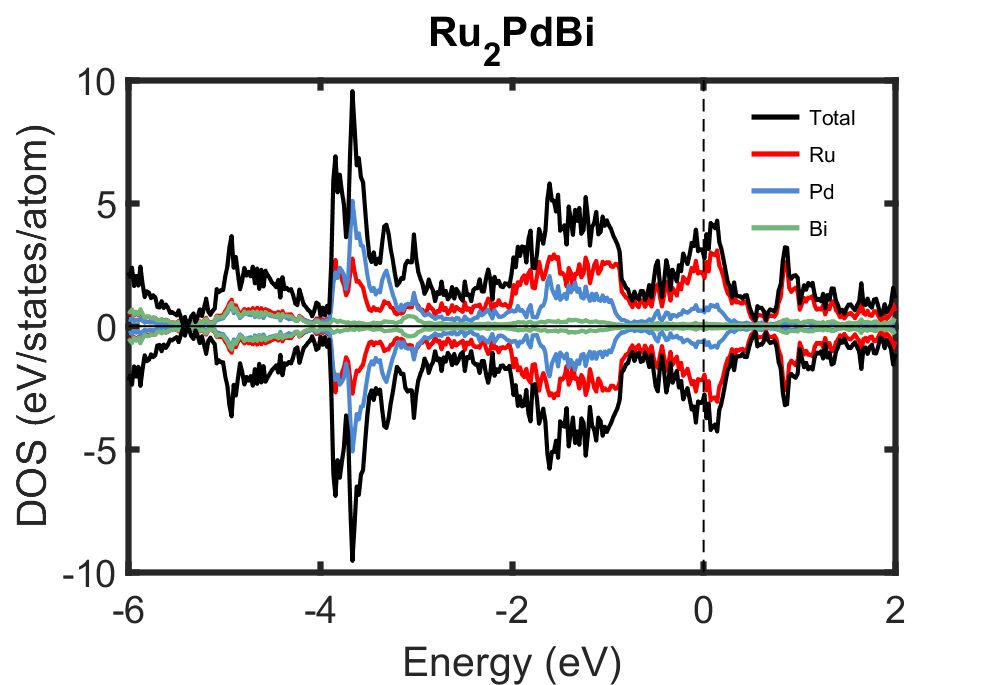 Ru2PdBi
10
5
0
-5
-10
DOS (eV/states/atom)
Total
Ru
Pd
Bi
-6 -4 -2 0 2
Energy (eV)